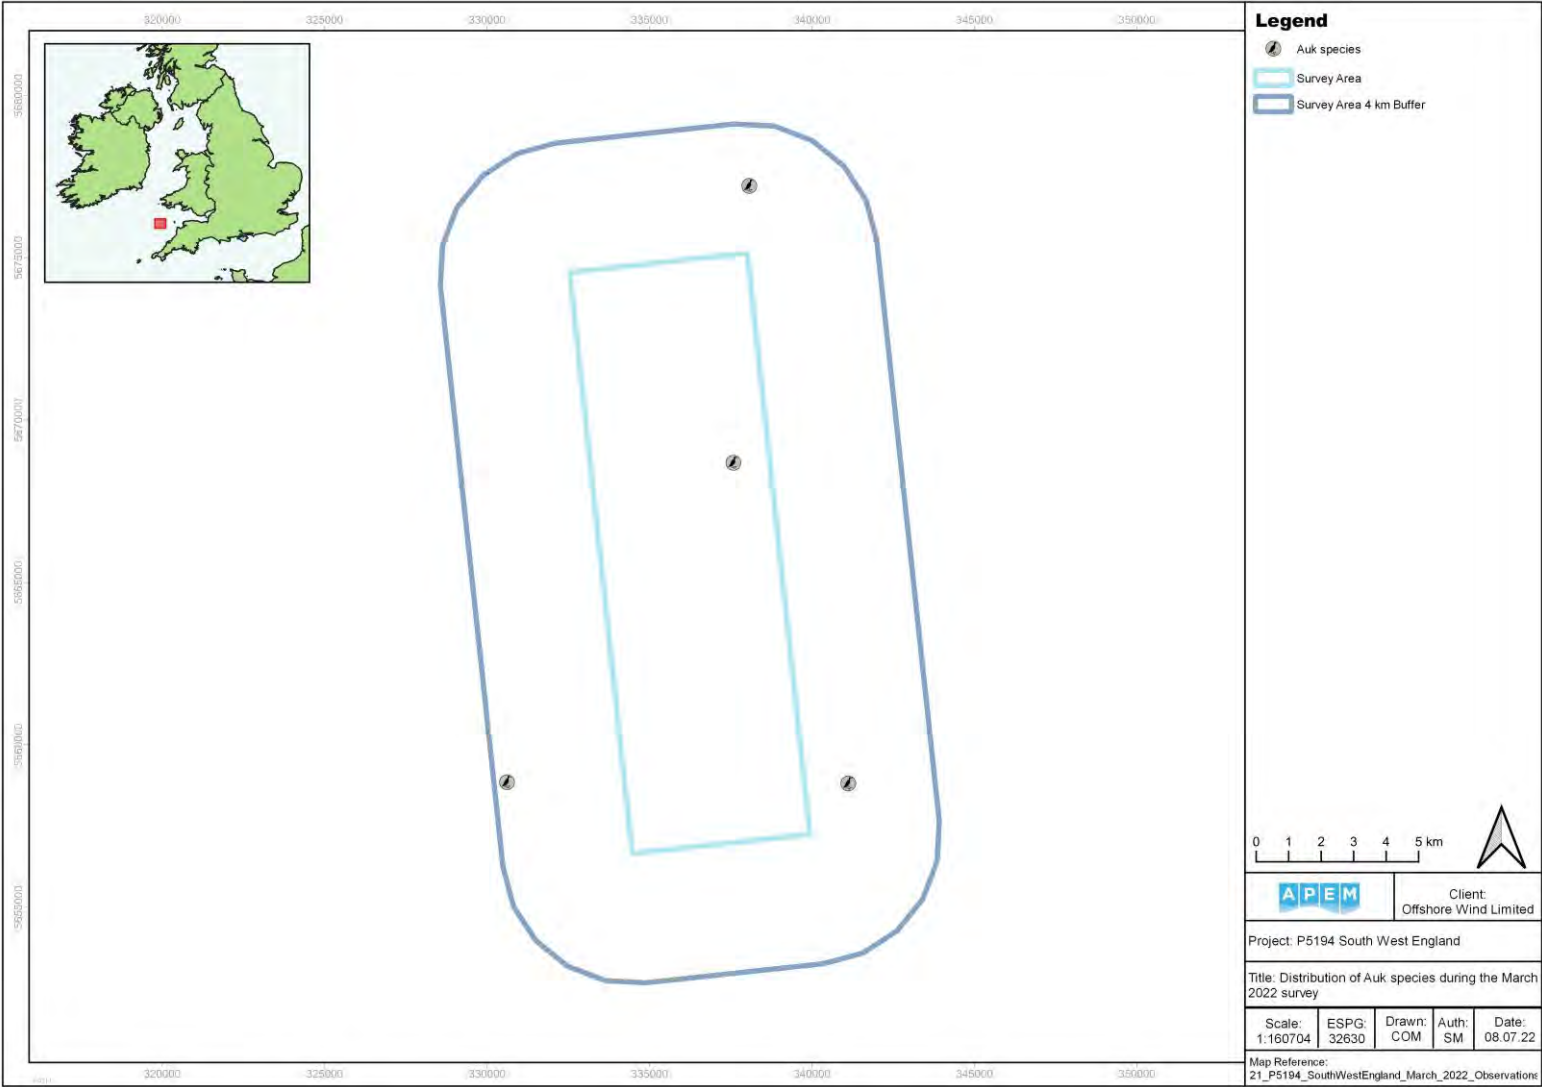 320000 325000 330000 335000 340000 345000 350000
5680000
5675000
5670000
5665000
5660000
5655000
320000 325000 330000 335000 340000 345000 350000
Legend
Auk species
Survey Area
Survey Area 4 km Buffer
0 1 2 3 4 5 km
APEM
Client:
Offshore Wind Limited
Project: P5194 South West England
Title: Distribution of Auk species during the March
2022 survey
Scale: ESPG: Drawn: Auth: Date:
1:160704 32630 COM SM 08.07.22
Map Reference:
21_P5194_SouthWestEngland_March_2022_Observations